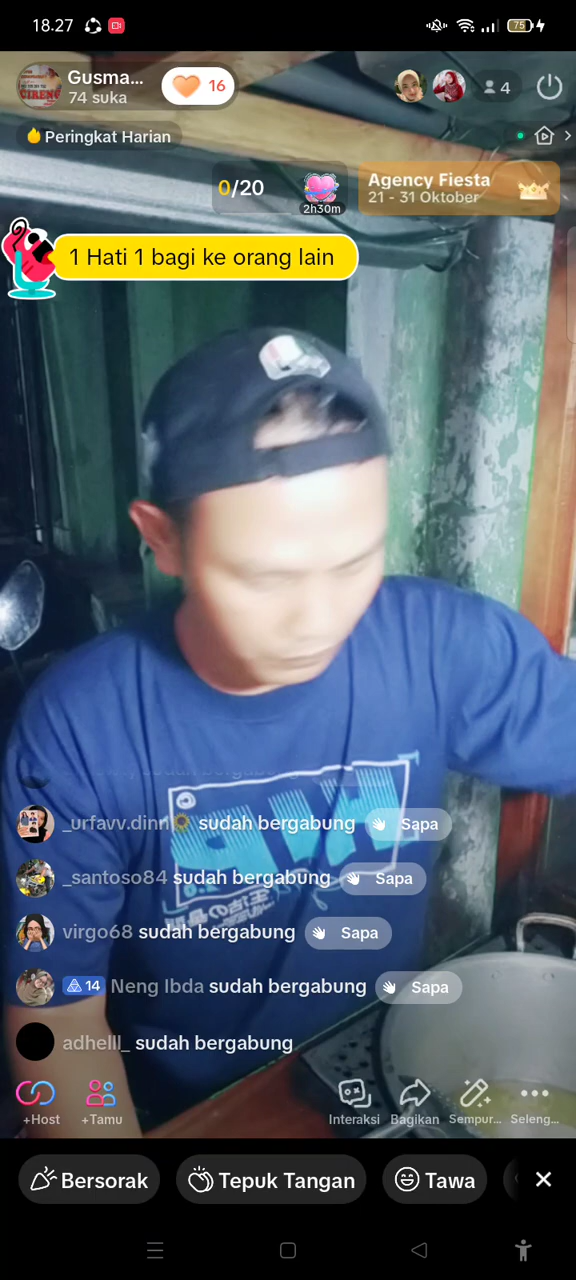 18.27
75
Gusma...
74 suka
16
4
CIRENG
Peringkat Harian
0/20
2h30m
Agency Fiesta
21 - 31 Oktober
1 Hati 1 bagi ke orang lain
sudah bergabung
_urfavv.dinn🌻 sudah bergabung
Sapa
_santoso84 sudah bergabung
Sapa
virgo68 sudah bergabung
Sapa
14 Neng Ibda sudah bergabung
Sapa
adhelll_ sudah bergabung
+Host
+Tamu
Interaksi
Bagikan
Sempur...
Seleng...
Bersorak
Tepuk Tangan
Tawa